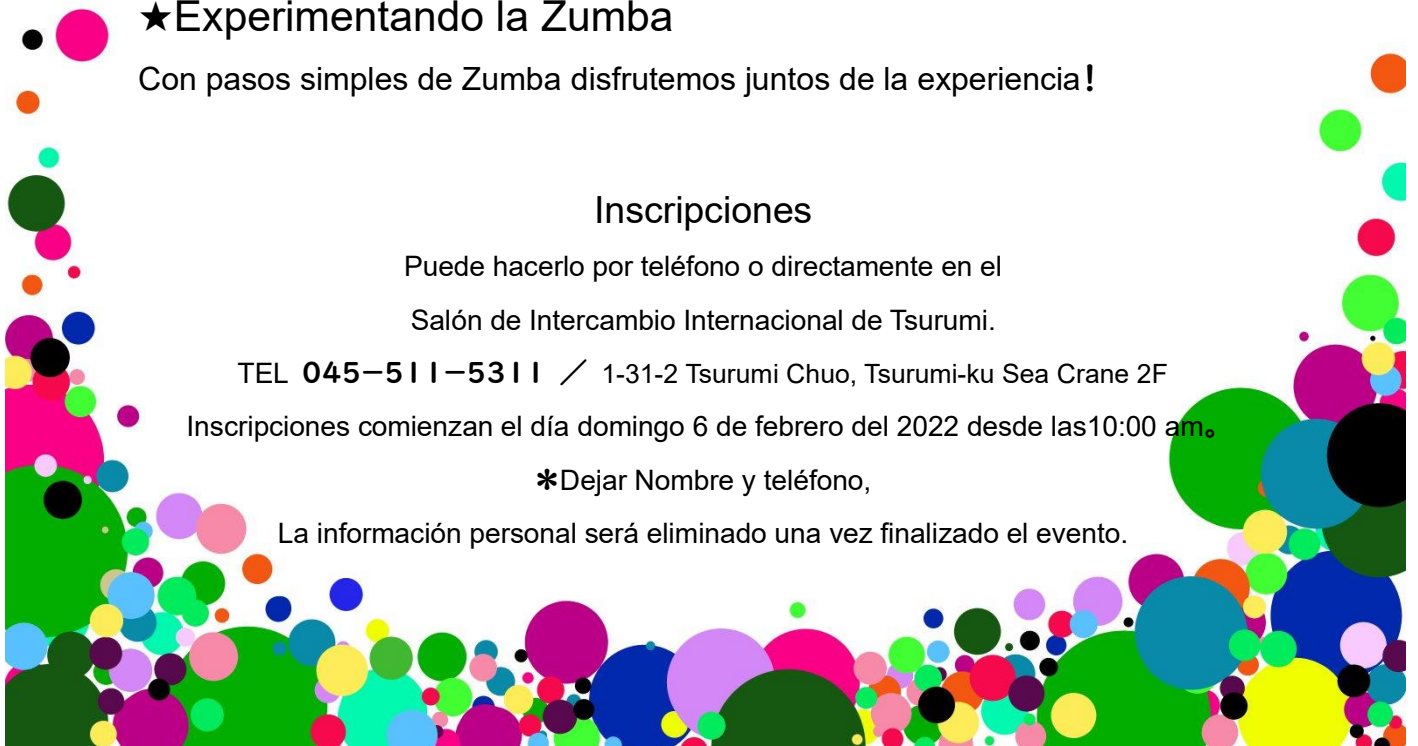 ★Experimentando la Zumba
Con pasos simples de Zumba disfrutemos juntos de la experiencia！
Inscripciones
Puede hacerlo por teléfono o directamente en el
Salón de Intercambio Internacional de Tsurumi.
TEL 045−511−5311 ／ 1-31-2 Tsurumi Chuo, Tsurumi-ku Sea Crane 2F
Inscripciones comienzan el día domingo 6 de febrero del 2022 desde las10:00 am。
＊Dejar Nombre y teléfono,
La información personal será eliminado una vez finalizado el evento.